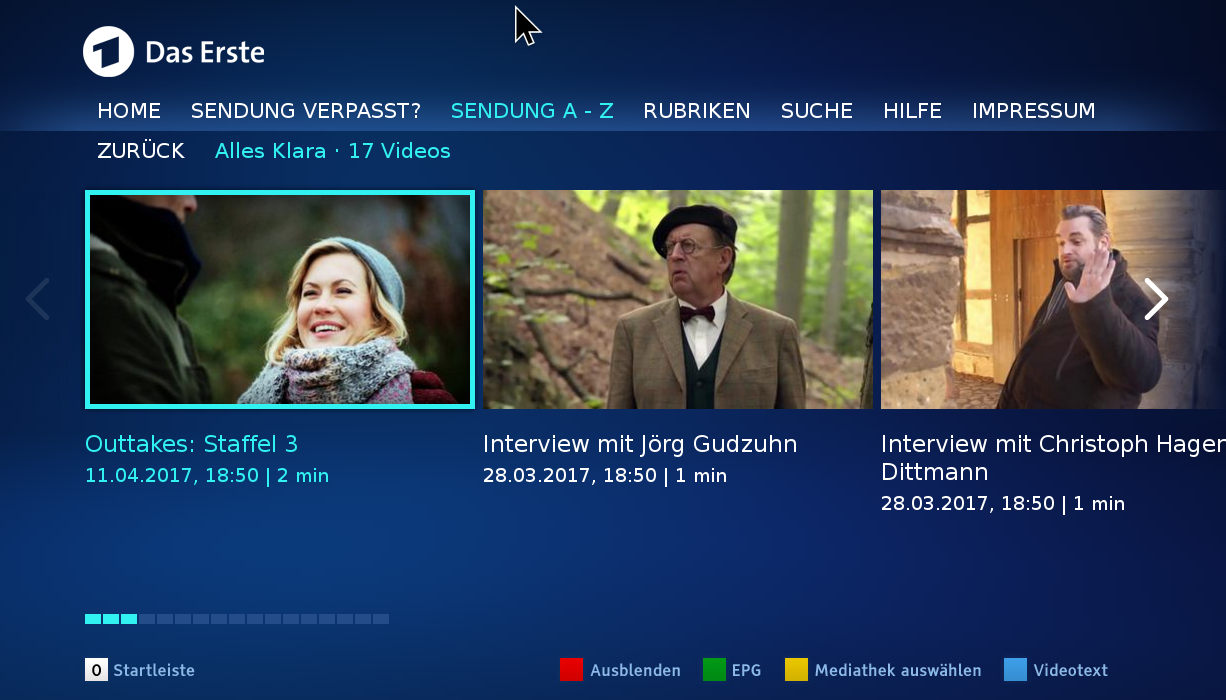 Das Erste
HOME SENDUNG VERPASST? SENDUNG A - Z RUBRIKEN SUCHE HILFE IMPRESSUM
ZURÜCK Alles Klara · 17 Videos
Outtakes: Staffel 3
11.04.2017, 18:50 | 2 min
Interview mit Jörg Gudzuhn
28.03.2017, 18:50 | 1 min
Interview mit Christoph Hagen
Dittmann
28.03.2017, 18:50 | 1 min
0 Startleiste Ausblenden EPG Mediathek auswählen Videotext